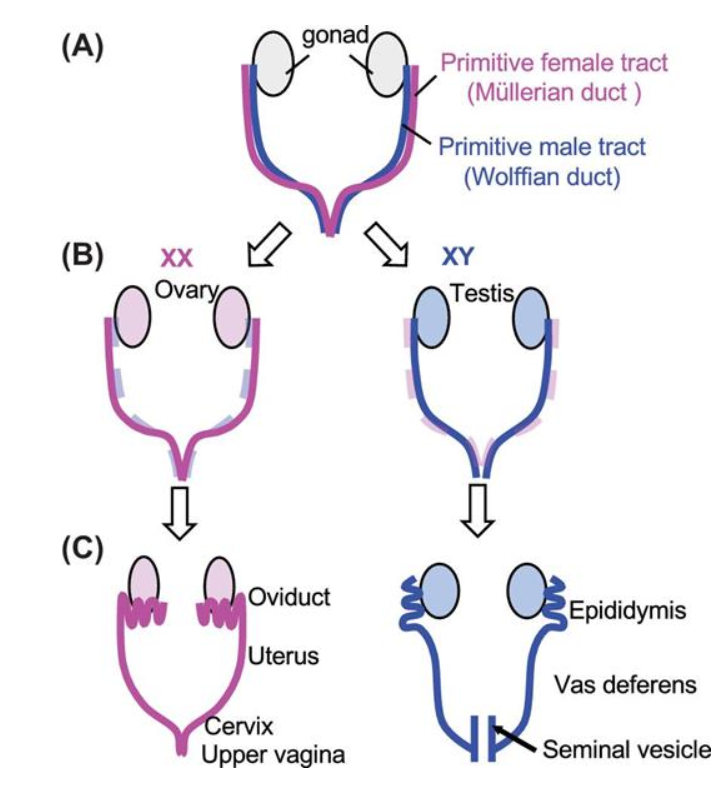 (A)
gonad
Primitive female tract
(Müllerian duct )
Primitive male tract
(Wolffian duct)
(B)
XX
XY
Ovary
Testis
(C)
Oviduct
Epididymis
Uterus
Vas deferens
Cervix
Upper vagina
Seminal vesicle